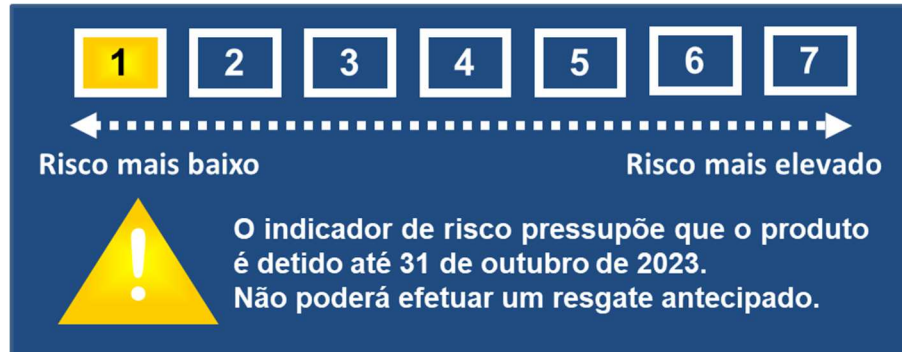 1 2 3 4 5 6 7
Risco mais baixo Risco mais elevado
! O indicador de risco pressupõe que o produto
é detido até 31 de outubro de 2023.
Não poderá efetuar um resgate antecipado.